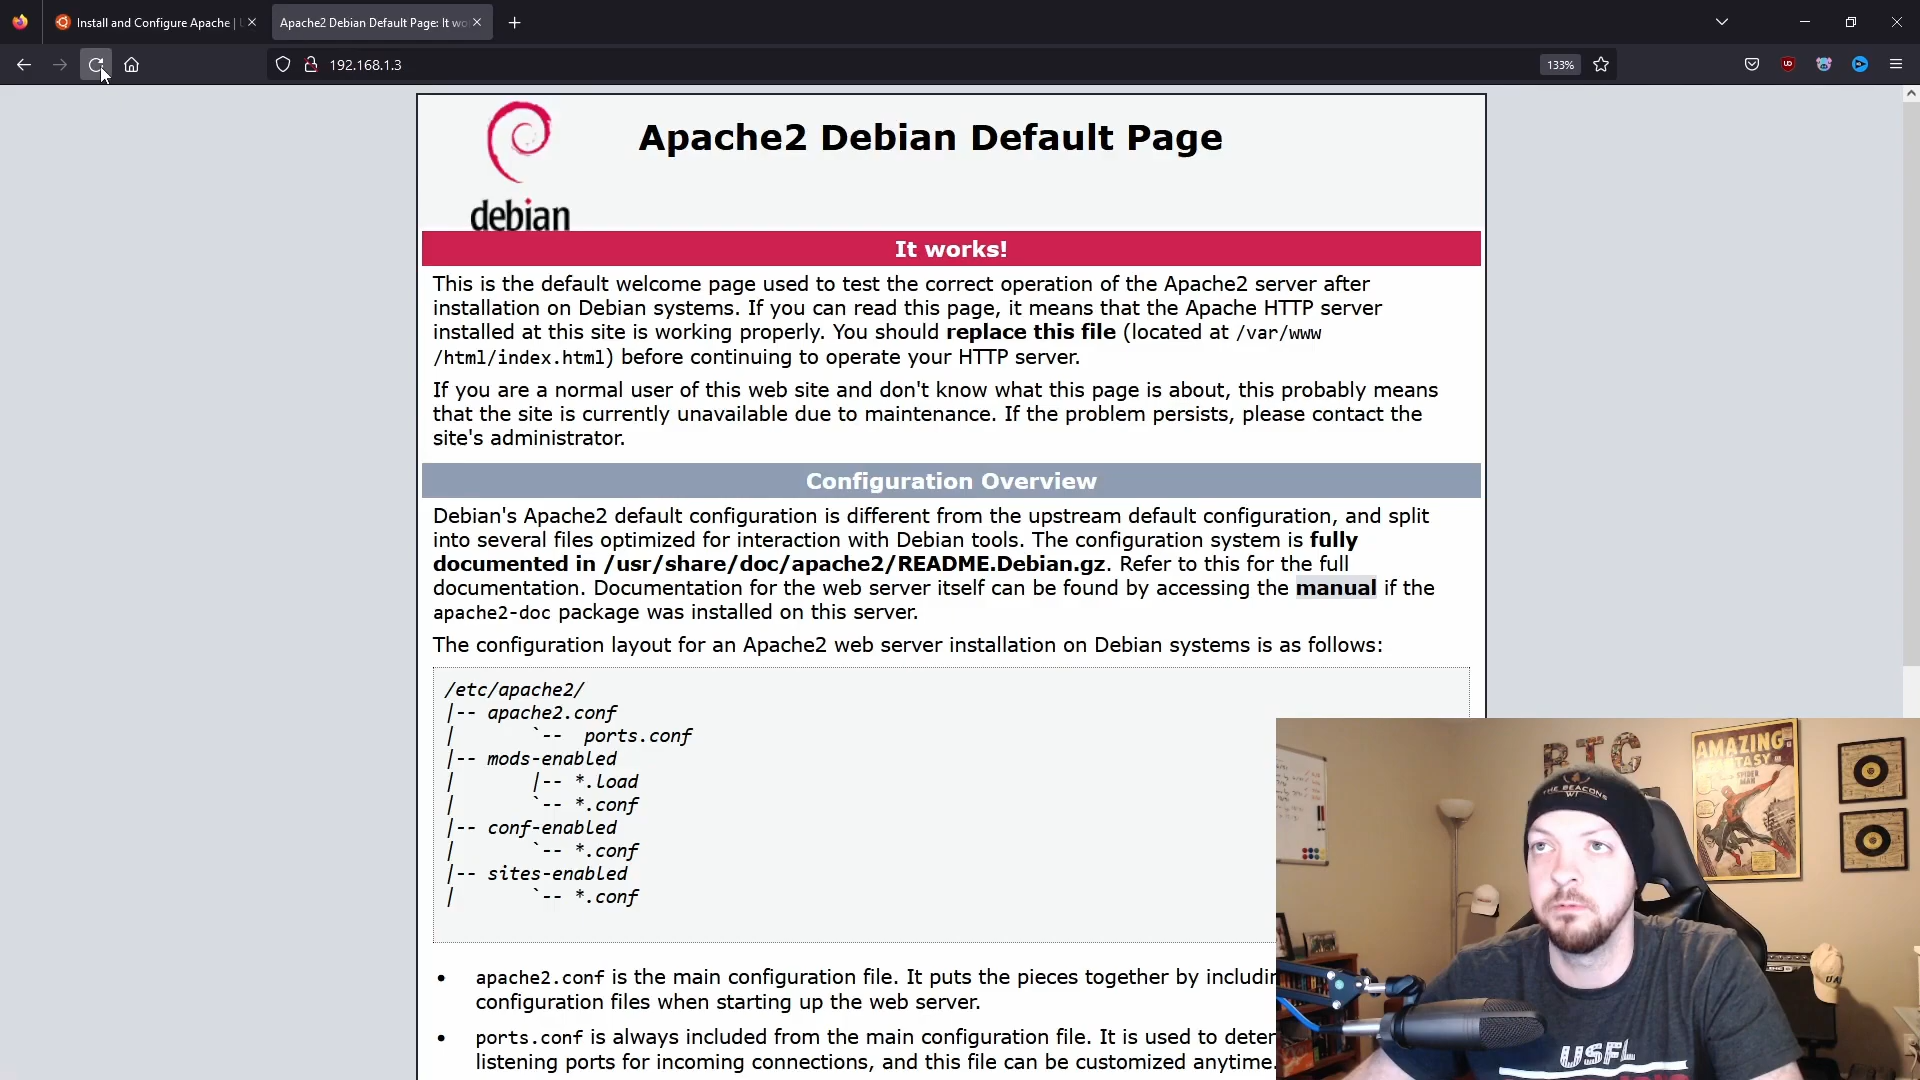 Install and Configure Apache |
Apache2 Debian Default Page: It wo
192.168.1.3
133%
debian
Apache2 Debian Default Page
It works!
This is the default welcome page used to test the correct operation of the Apache2 server after
installation on Debian systems. If you can read this page, it means that the Apache HTTP server
installed at this site is working properly. You should replace this file (located at /var/www
/html/index.html) before continuing to operate your HTTP server.
If you are a normal user of this web site and don't know what this page is about, this probably means
that the site is currently unavailable due to maintenance. If the problem persists, please contact the
site's administrator.
Configuration Overview
Debian's Apache2 default configuration is different from the upstream default configuration, and split
into several files optimized for interaction with Debian tools. The configuration system is fully
documented in /usr/share/doc/apache2/README.Debian.gz. Refer to this for the full
documentation. Documentation for the web server itself can be found by accessing the manual if the
apache2-doc package was installed on this server.
The configuration layout for an Apache2 web server installation on Debian systems is as follows:
/etc/apache2/
|-- apache2.conf
|       `--  ports.conf
|-- mods-enabled
|       |-- *.load
|       `-- *.conf
|-- conf-enabled
|       `-- *.conf
|-- sites-enabled
|       `-- *.conf
• apache2.conf is the main configuration file. It puts the pieces together by includin
configuration files when starting up the web server.
• ports.conf is always included from the main configuration file. It is used to deter
listening ports for incoming connections, and this file can be customized anytime.
BTC
AMAZING
FANTASY
SPIDER
MAN
THE BEACONS
WT
USFL